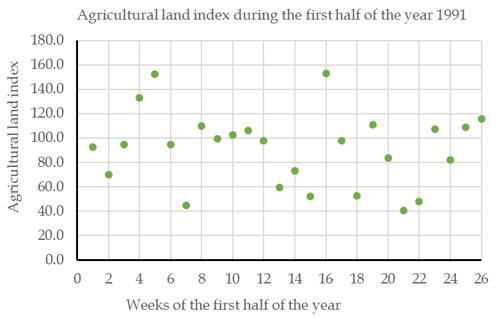 Agricultural land index during the first half of the year 1991
Agricultural land index
180.0
160.0
140.0
120.0
100.0
80.0
60.0
40.0
20.0
0.0
0 2 4 6 8 10 12 14 16 18 20 22 24 26
Weeks of the first half of the year